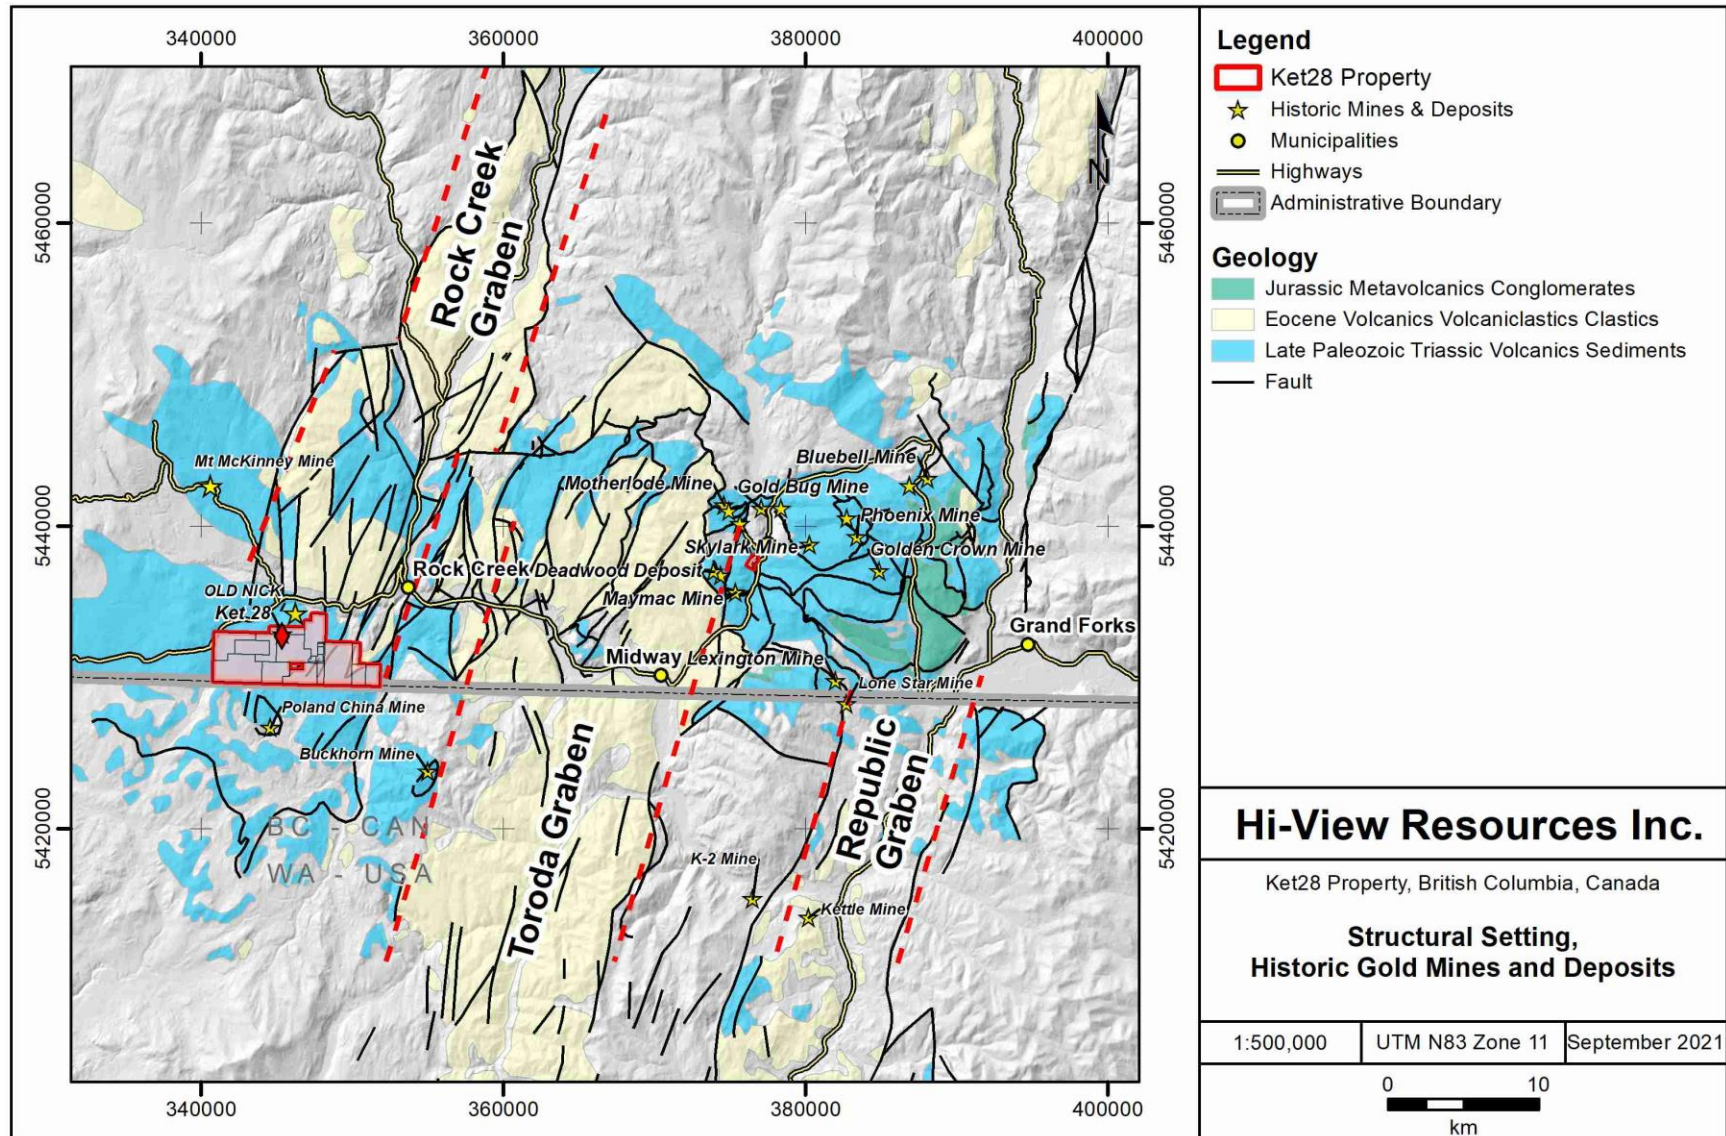 340000
360000
380000
400000
5460000
5440000
5420000
5460000
5440000
5420000
Rock Creek
Graben
Mt McKinney Mine
Bluebell Mine
Motherlode Mine
Gold Bug Mine
Phoenix Mine
Skylark Mine
Golden Crown Mine
Rock Creek
Deadwood Deposit
OLD NICK
Maymac Mine
Ket 28
Grand Forks
Midway
Lexington Mine
Lone Star Mine
Poland China Mine
Buckhorn Mine
Toroda Graben
Republic
Graben
BC - CAN
WA - USA
K-2 Mine
Kettle Mine
N
340000
360000
380000
400000
Legend
Ket28 Property
Historic Mines & Deposits
Municipalities
Highways
Administrative Boundary
Geology
Jurassic Metavolcanics Conglomerates
Eocene Volcanics Volcaniclastics Clastics
Late Paleozoic Triassic Volcanics Sediments
Fault
Hi-View Resources Inc.
Ket28 Property, British Columbia, Canada
Structural Setting,
Historic Gold Mines and Deposits
1:500,000
UTM N83 Zone 11
September 2021
0 10
km